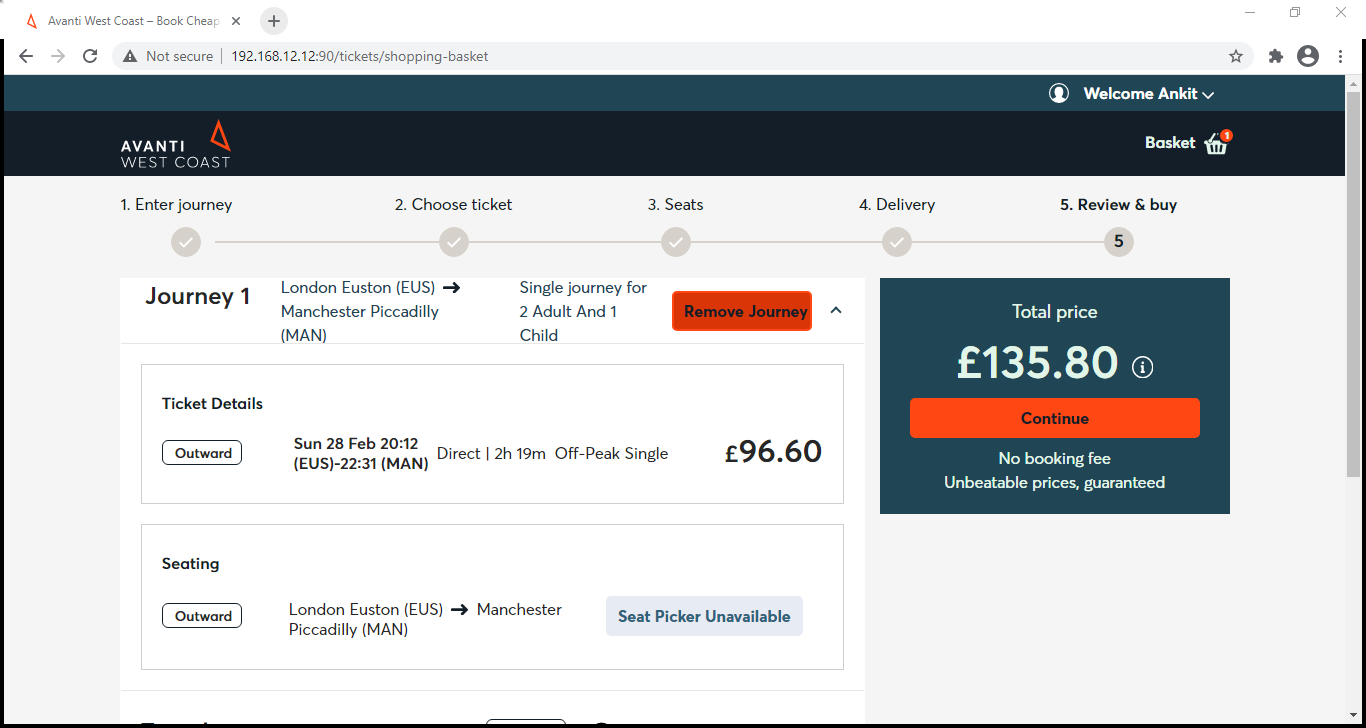 Avanti West Coast – Book Cheap
Not secure
192.168.12.12:90/tickets/shopping-basket
Welcome Ankit
AVANTI
WEST COAST
Basket
1
1. Enter journey
2. Choose ticket
3. Seats
4. Delivery
5. Review & buy
5
Journey 1
London Euston (EUS) →
Manchester Piccadilly
(MAN)
Single journey for
2 Adult And 1
Child
Remove Journey
Total price
£135.80
Continue
No booking fee
Unbeatable prices, guaranteed
Ticket Details
Outward
Sun 28 Feb 20:12
(EUS)-22:31 (MAN)
Direct | 2h 19m Off-Peak Single
£96.60
Seating
Outward
London Euston (EUS) → Manchester
Piccadilly (MAN)
Seat Picker Unavailable